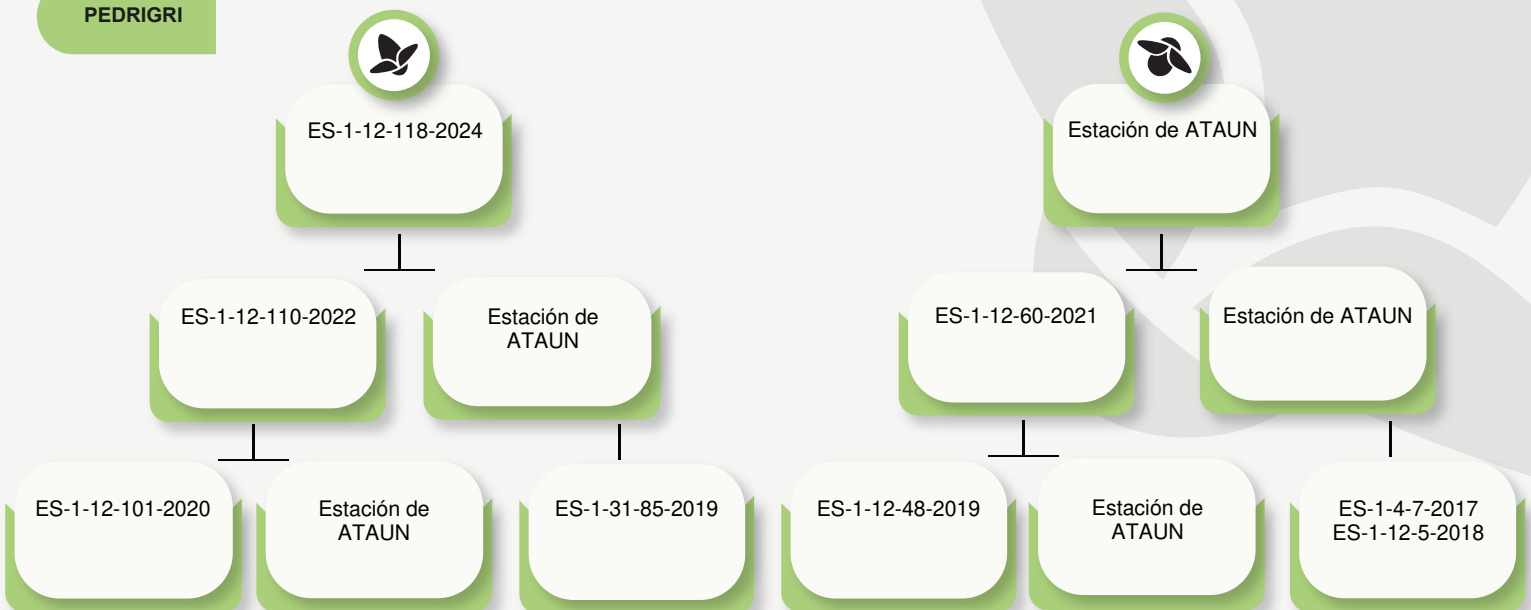 PEDRIGRI
ES-1-12-118-2024
Estación de ATAUN
ES-1-12-110-2022
Estación de
ATAUN
ES-1-12-60-2021
Estación de ATAUN
ES-1-12-101-2020
Estación de
ATAUN
ES-1-31-85-2019
ES-1-12-48-2019
Estación de
ATAUN
ES-1-4-7-2017
ES-1-12-5-2018